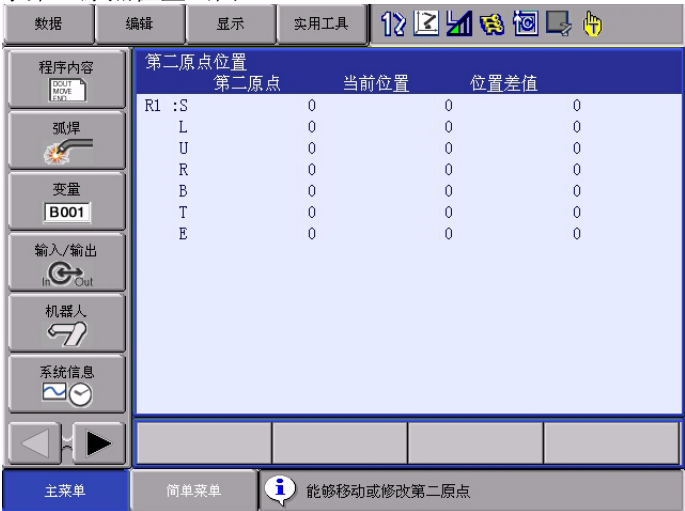 数据 编辑 显示 实用工具
程序内容
DOUT
MOVE
END
弧焊
变量
B001
输入/输出
In Out
机器人
系统信息
第二原点位置
第二原点 当前位置 位置差值
R1 :S 0 0 0
L 0 0 0
U 0 0 0
R 0 0 0
B 0 0 0
T 0 0 0
E 0 0 0
主菜单 简单菜单 能够移动或修改第二原点